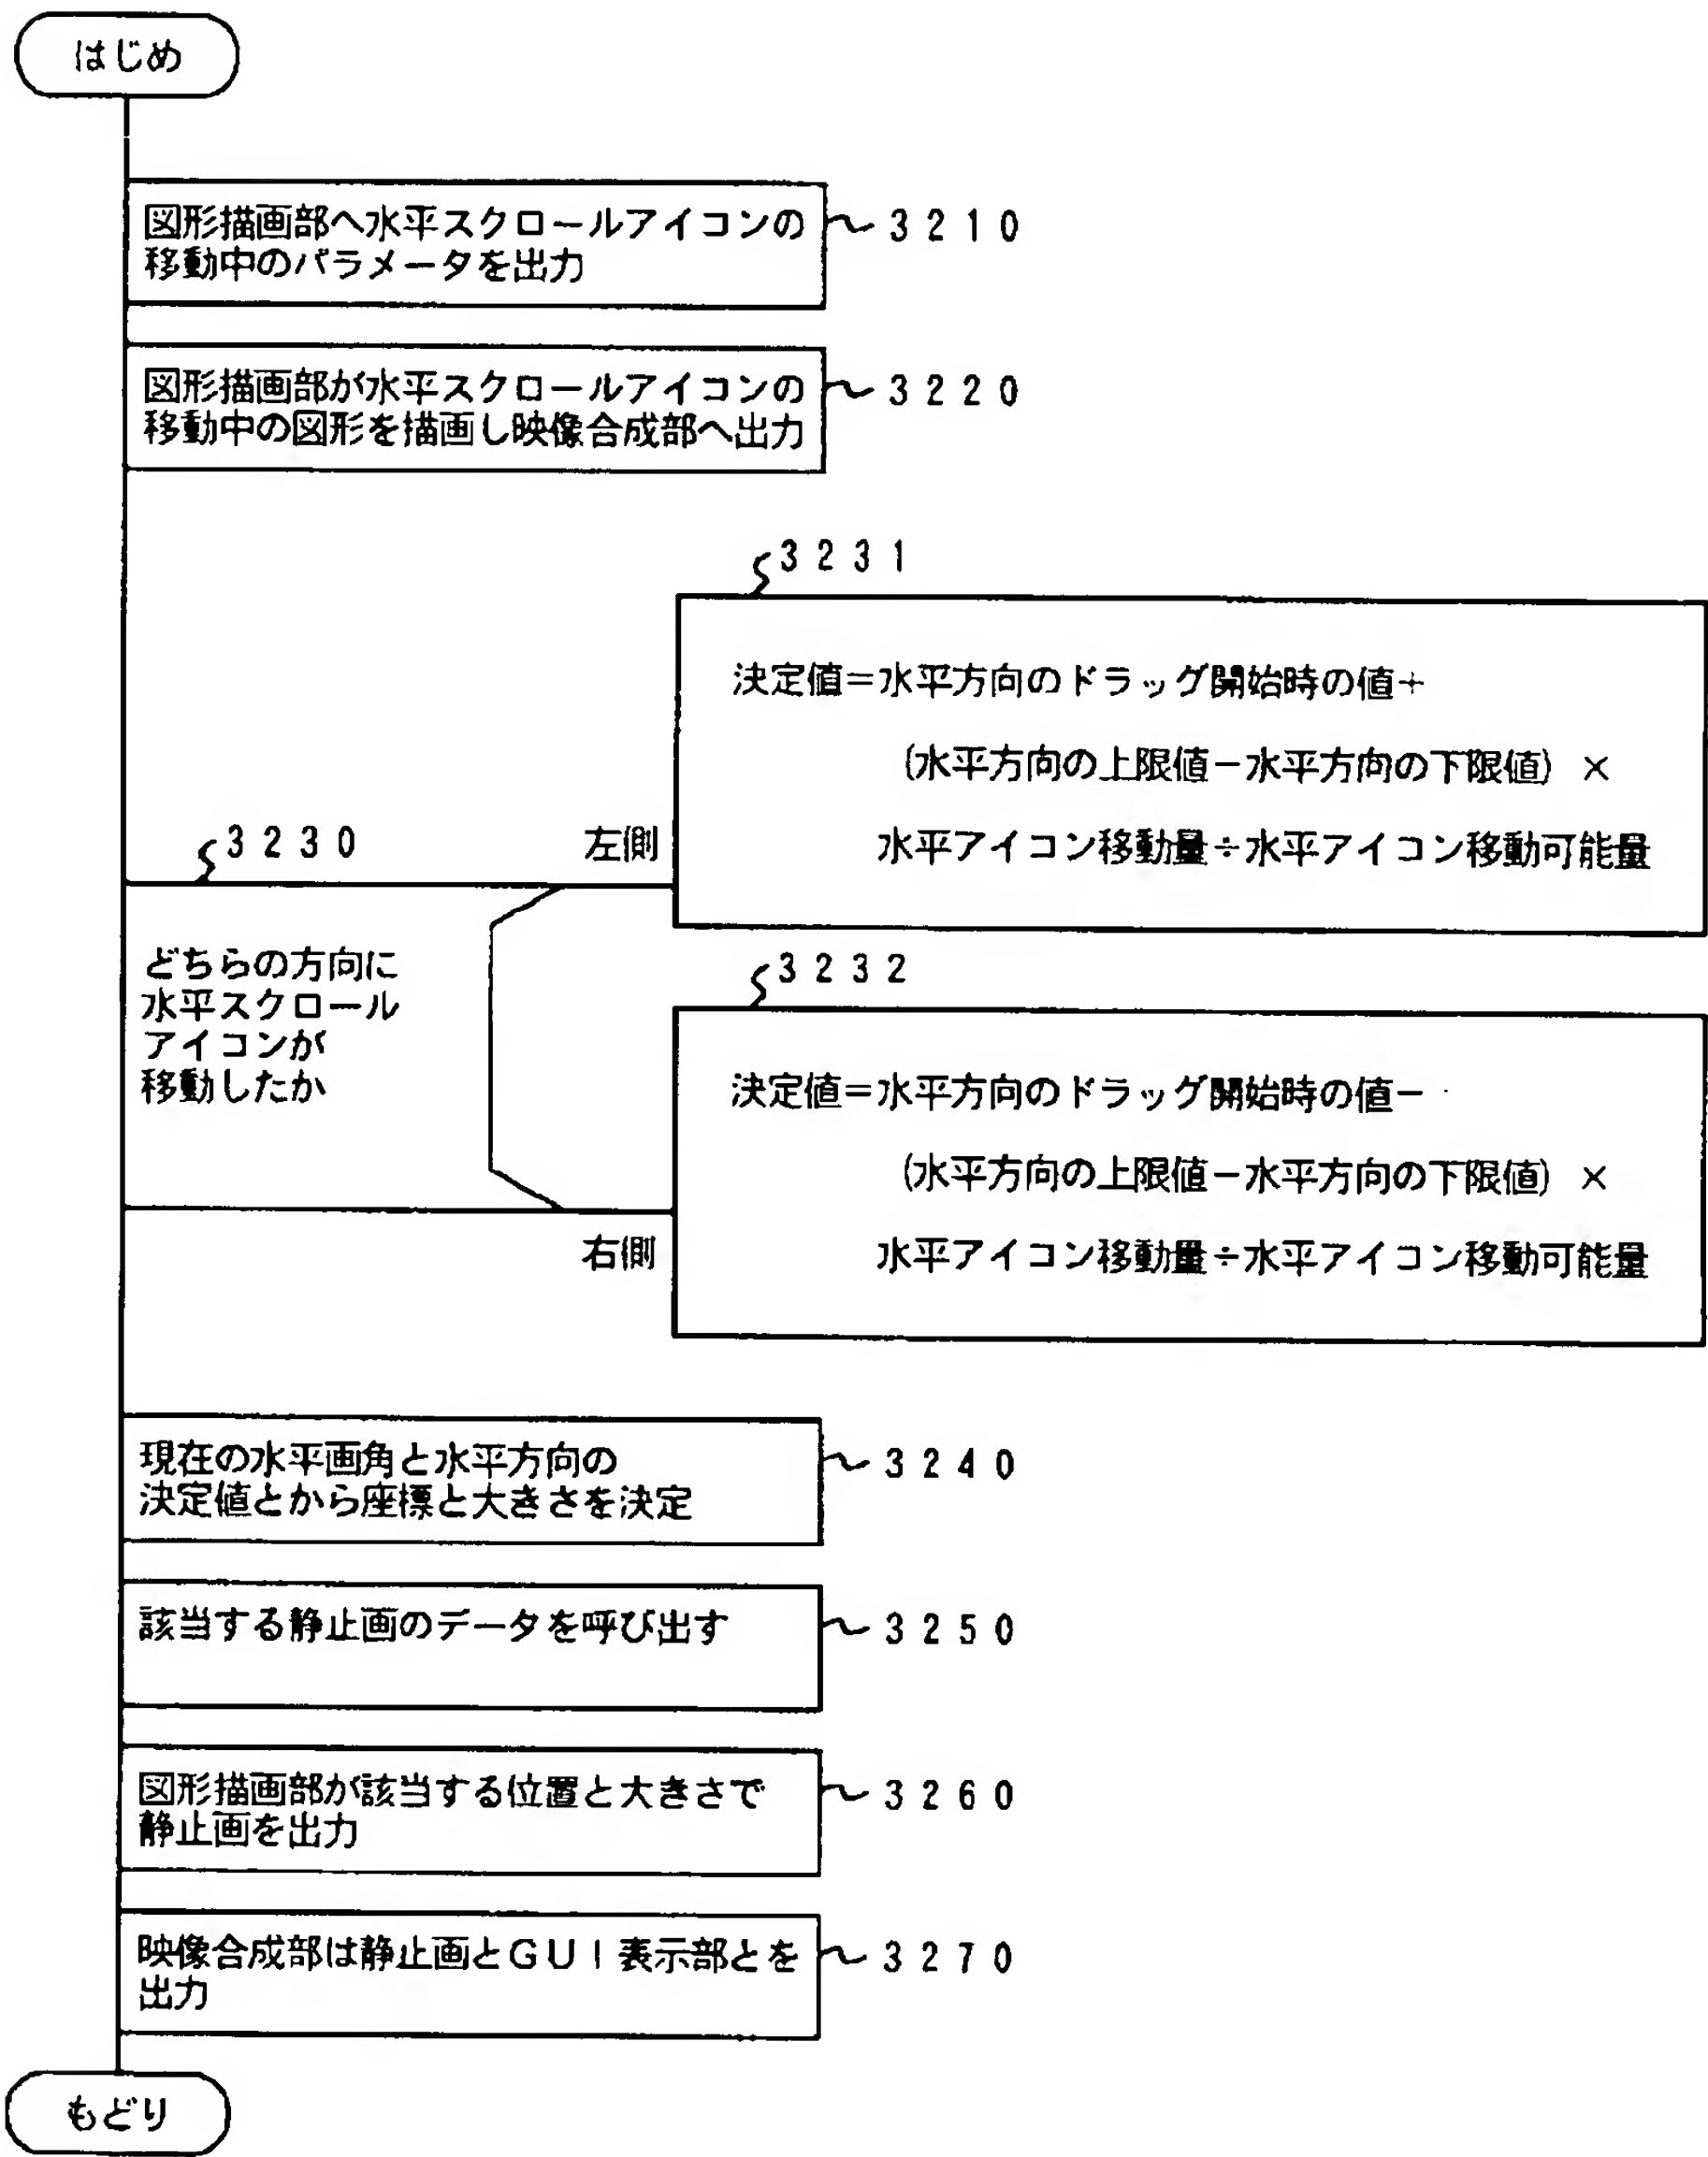 はじめ
図形描画部へ水平スクロールアイコンの
移動中のパラメータを出力
3210
図形描画部が水平スクロールアイコンの
移動中の図形を描画し映像合成部へ出力
3220
3231
決定値=水平方向のドラッグ開始時の値+
(水平方向の上限値-水平方向の下限値) ×
水平アイコン移動量÷水平アイコン移動可能量
3230
左側
どちらの方向に
水平スクロール
アイコンが
移動したか
3232
決定値=水平方向のドラッグ開始時の値-
(水平方向の上限値-水平方向の下限値) ×
水平アイコン移動量÷水平アイコン移動可能量
右側
現在の水平画角と水平方向の
決定値とから座標と大きさを決定
3240
該当する静止画のデータを呼び出す
3250
図形描画部が該当する位置と大きさで
静止画を出力
3260
映像合成部は静止画とGUI表示部とを
出力
3270
もどり